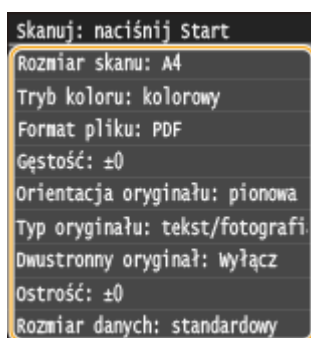 Skanuj: naciśnij Start
Rozmiar skanu: A4
Tryb koloru: kolorowy
Format pliku: PDF
Gęstość: ±0
Orientacja oryginału: pionowa
Typ oryginału: tekst/fotografi
Dwustronny oryginał: Wyłącz
Ostrość: ±0
Rozmiar danych: standardowy